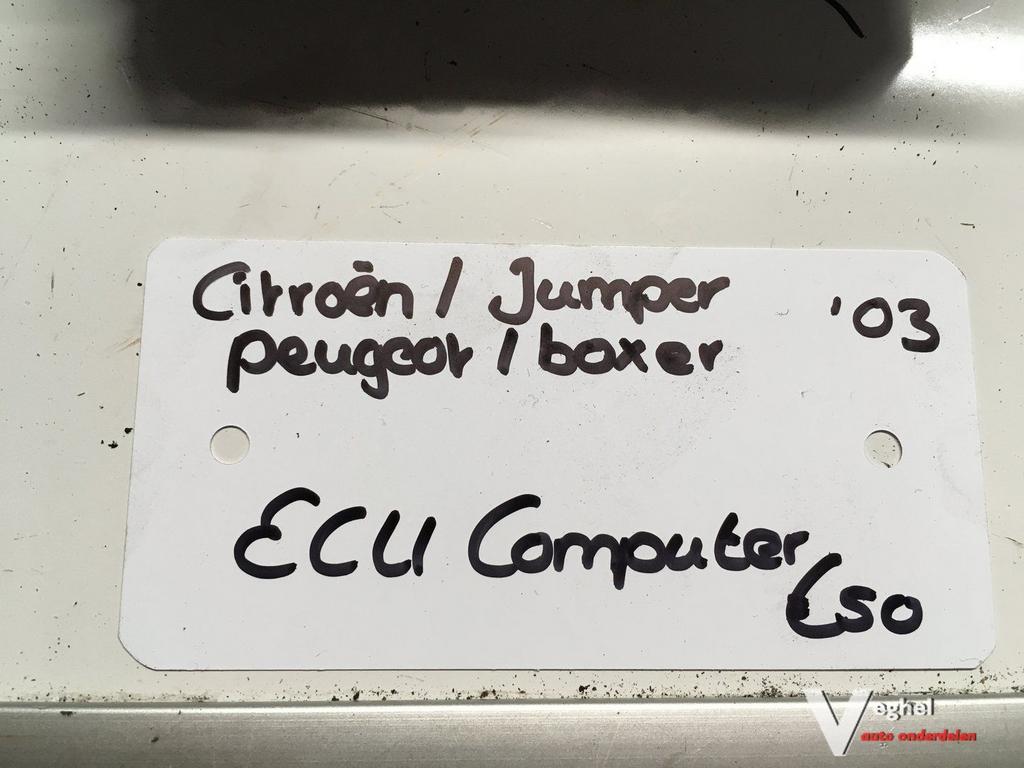 Citroën / Jumper '03
peugeot / boxer
ECU Computer
€50
Veghel
auto onderdelen